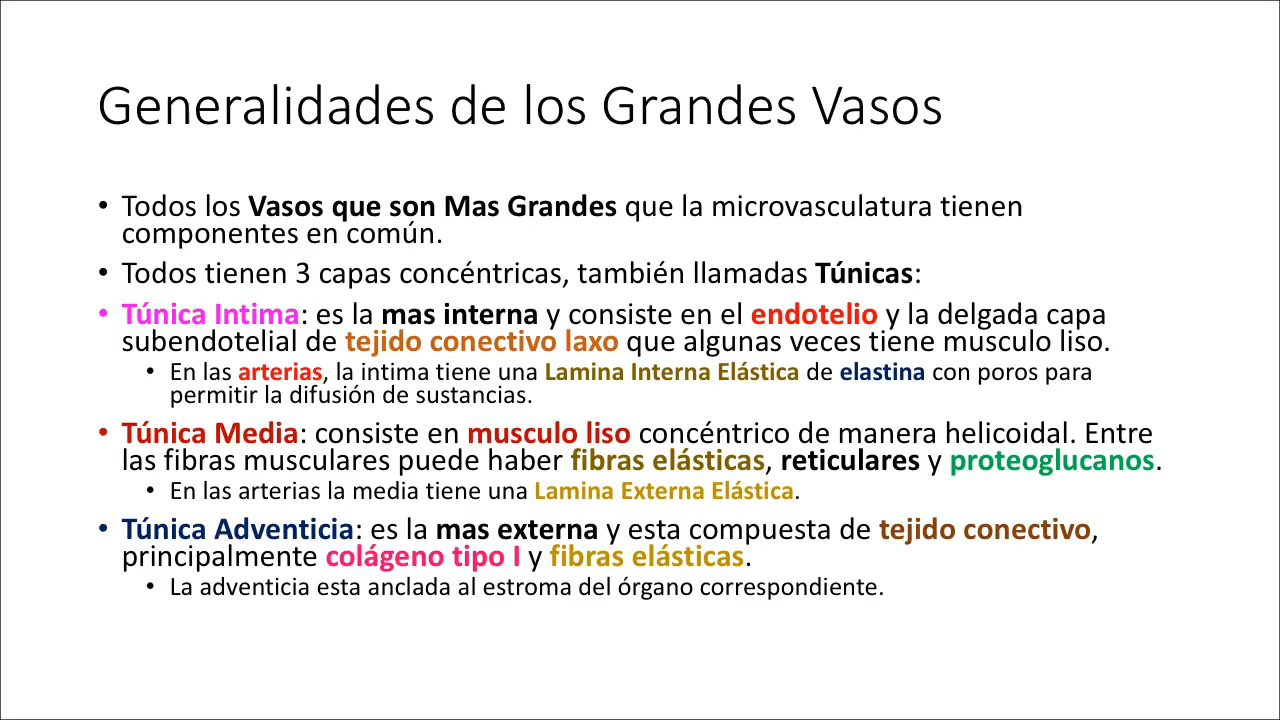 Generalidades de los Grandes Vasos
• Todos los Vasos que son Mas Grandes que la microvasculatura tienen
componentes en común.
• Todos tienen 3 capas concéntricas, también llamadas Túnicas:
• Túnica Intima: es la mas interna y consiste en el endotelio y la delgada capa
subendotelial de tejido conectivo laxo que algunas veces tiene musculo liso.
• En las arterias, la intima tiene una Lamina Interna Elástica de elastina con poros para
permitir la difusión de sustancias.
• Túnica Media: consiste en musculo liso concéntrico de manera helicoidal. Entre
las fibras musculares puede haber fibras elásticas, reticulares y proteoglucanos.
• En las arterias la media tiene una Lamina Externa Elástica.
• Túnica Adventicia: es la mas externa y esta compuesta de tejido conectivo,
principalmente colágeno tipo I y fibras elásticas.
• La adventicia esta anclada al estroma del órgano correspondiente.